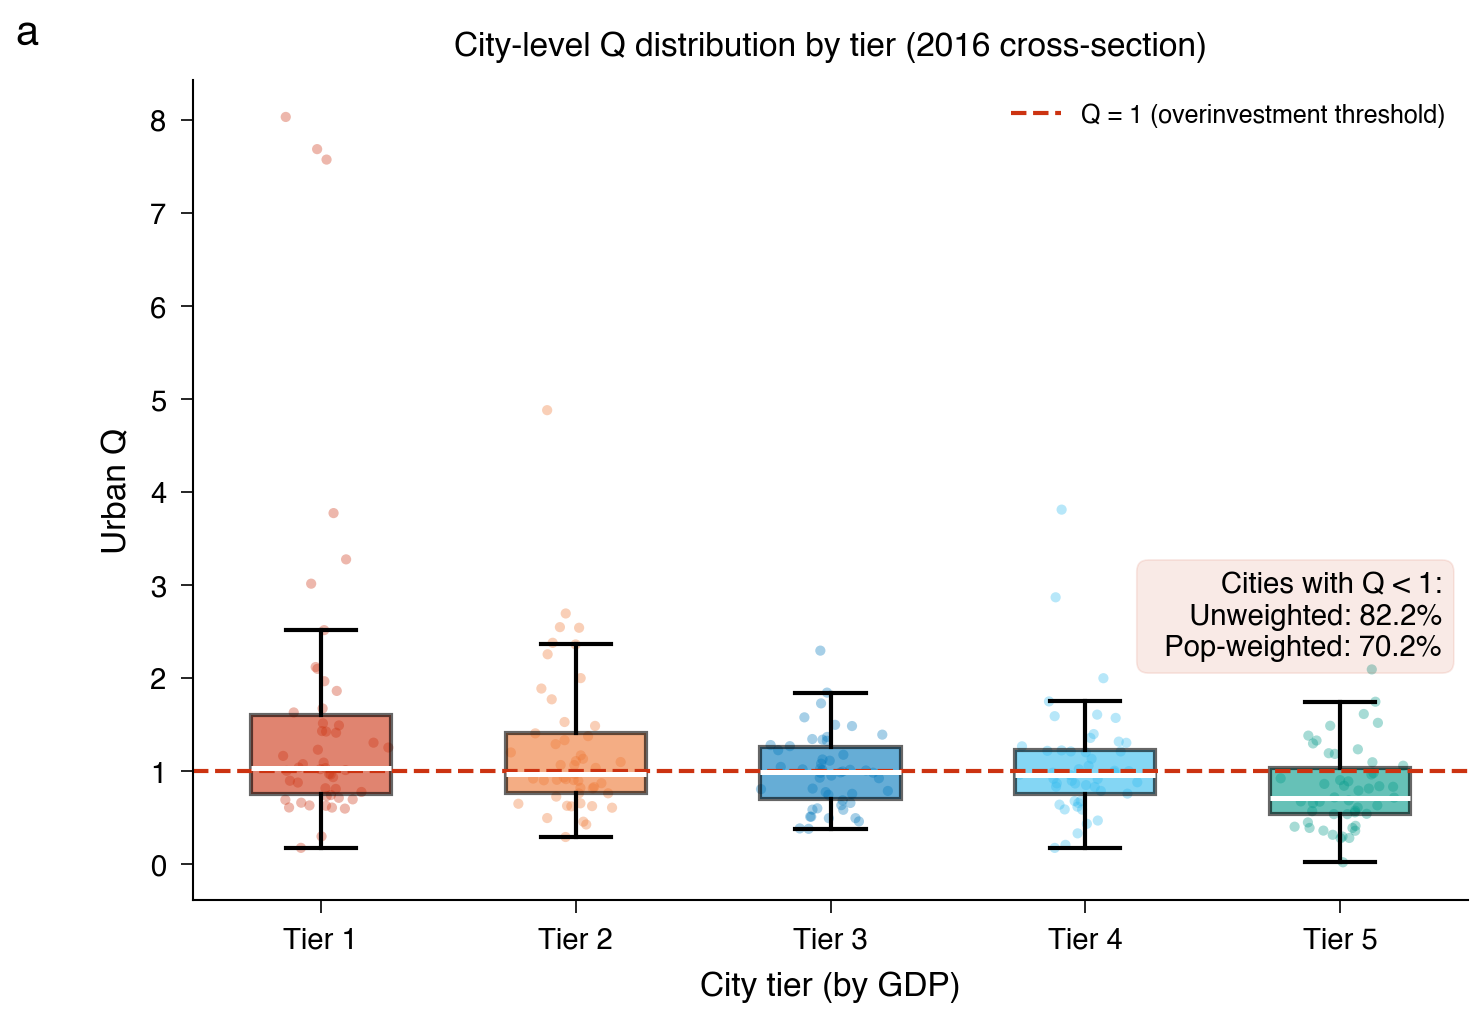 a
City-level Q distribution by tier (2016 cross-section)
Q = 1 (overinvestment threshold)
8
7
6
5
4
3
2
1
0
Urban Q
Cities with Q < 1:
Unweighted: 82.2%
Pop-weighted: 70.2%
Tier 1
Tier 2
Tier 3
Tier 4
Tier 5
City tier (by GDP)